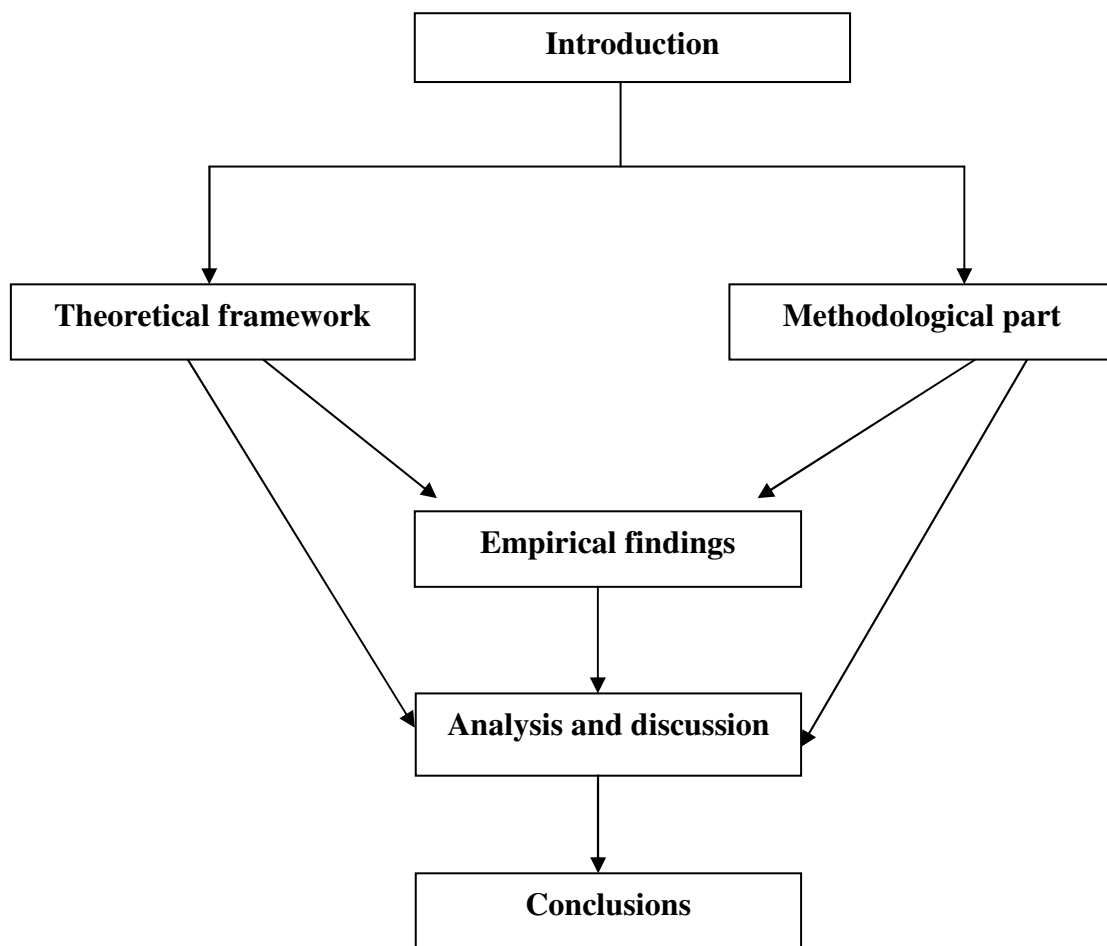 Introduction
Theoretical framework
Methodological part
Empirical findings
Analysis and discussion
Conclusions